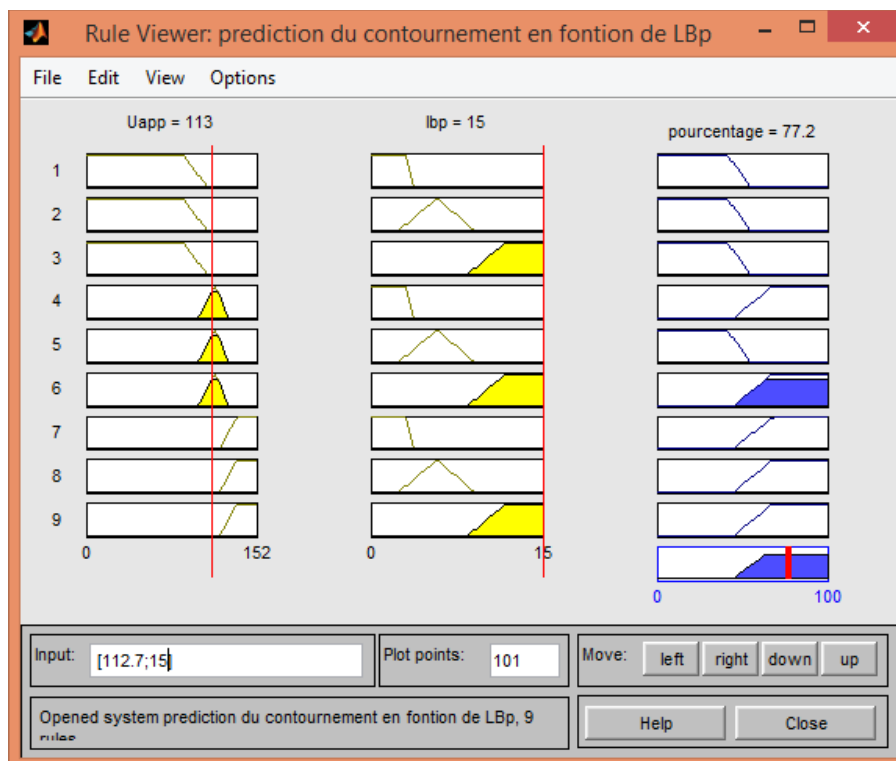 Rule Viewer: prediction du contournement en fontion de LBp
File Edit View Options
Uapp = 113 lbp = 15 pourcentage = 77.2
1
2
3
4
5
6
7
8
9
0 152 0 15
0 100
Input: [112.7;15] Plot points: 101 Move: left right down up
Opened system prediction du contournement en fontion de LBp, 9
rules
Help Close